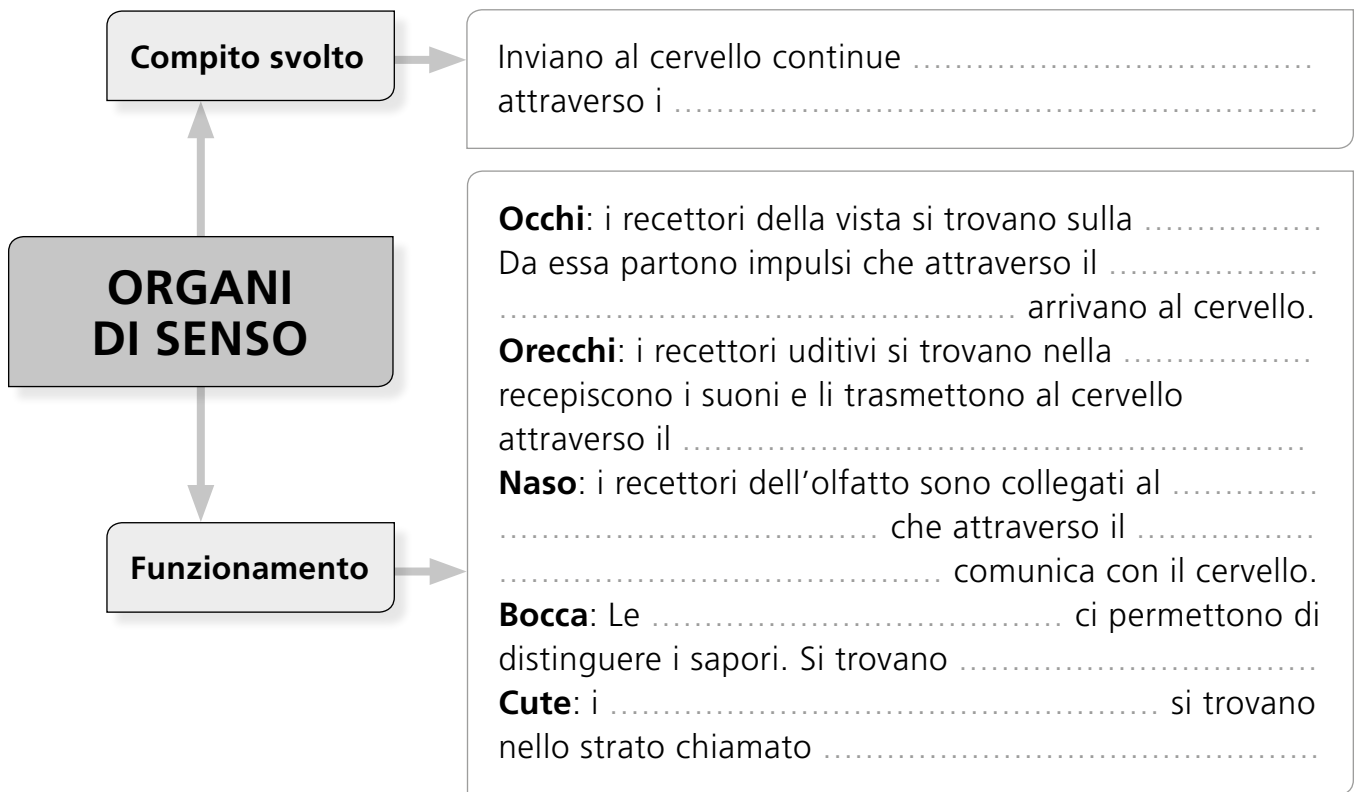 Compito svolto
Inviano al cervello continue ........................................
attraverso i ................................................................
ORGANI
DI SENSO
Funzionamento
Occhi: i recettori della vista si trovano sulla ..................
Da essa partono impulsi che attraverso il .....................
.................................................... arrivano al cervello.
Orecchi: i recettori uditivi si trovano nella ...................
recepiscono i suoni e li trasmettono al cervello
attraverso il ..............................................................
Naso: i recettori dell'olfatto sono collegati al ...............
...................................... che attraverso il ..................
............................................ comunica con il cervello.
Bocca: Le ......................................... ci permettono di
distinguere i sapori. Si trovano ....................................
Cute: i ....................................................... si trovano
nello strato chiamato .................................................